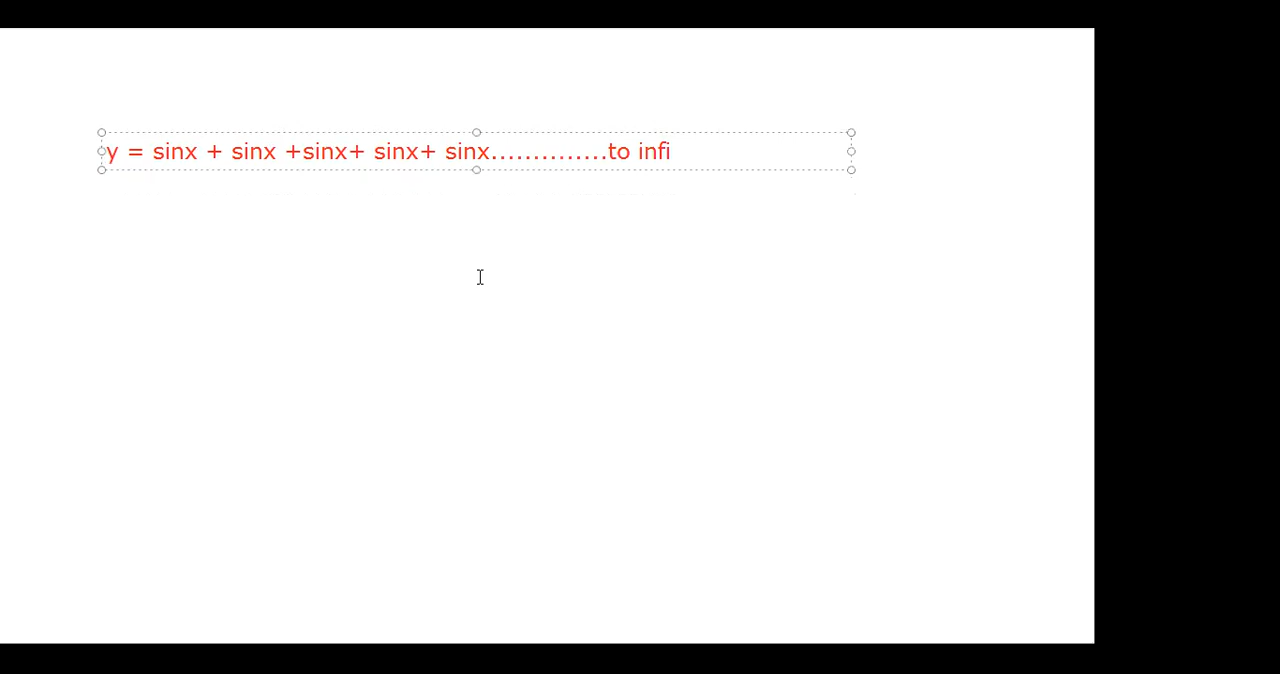 y = sinx + sinx +sinx+ sinx+ sinx..............to infi